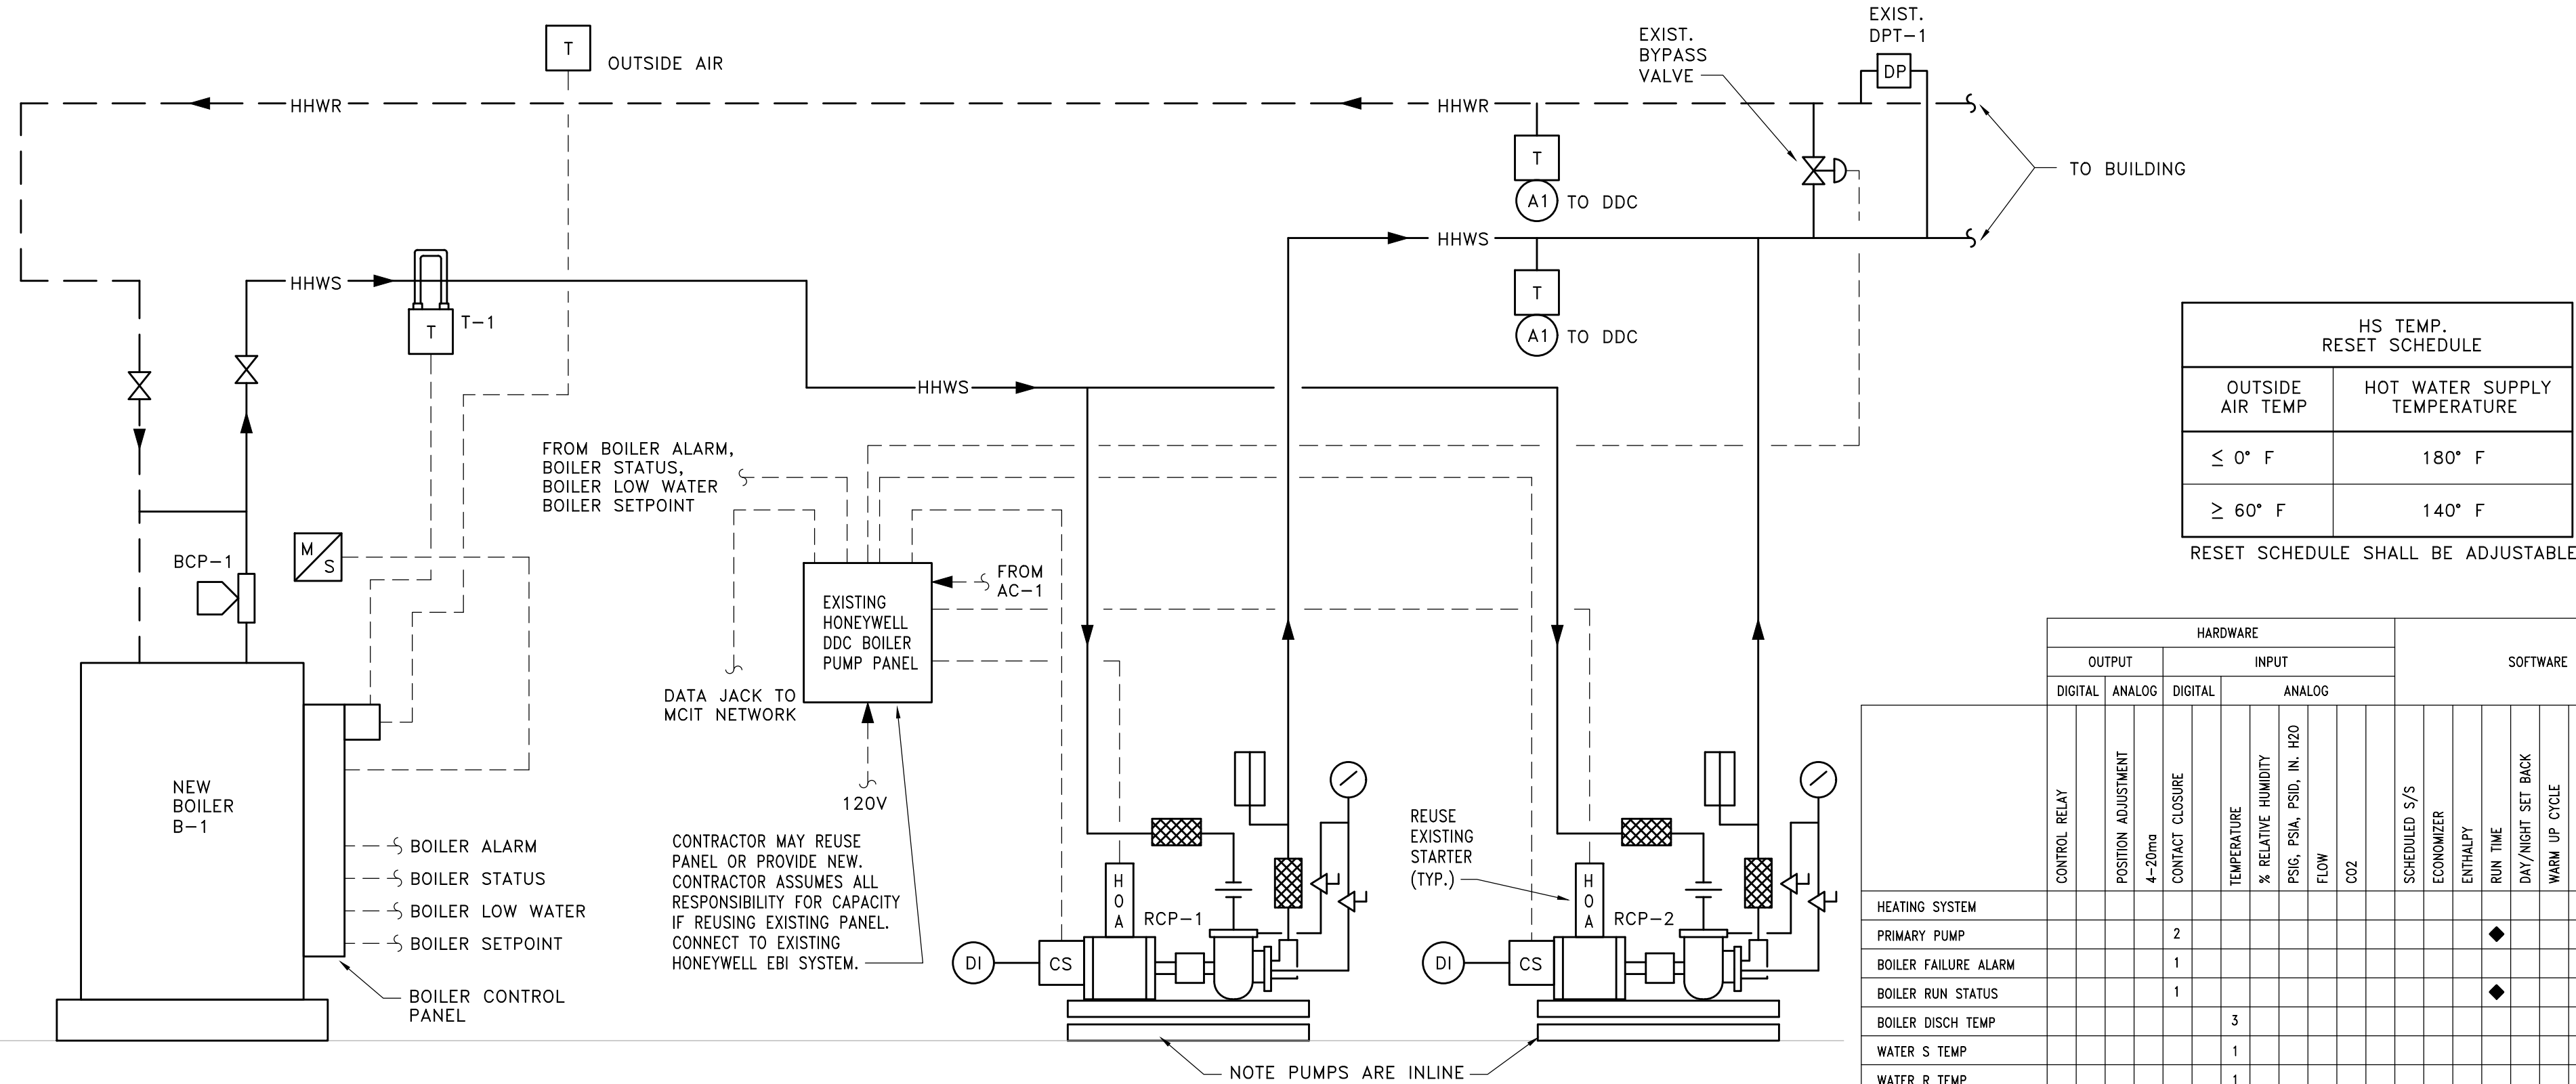 T
OUTSIDE AIR
EXIST.
BYPASS
VALVE
EXIST.
DPT-1
DP
HHWR
HHWR
T
A1
TO DDC
TO BUILDING
HHWS
T
A1
TO DDC
HHWS
T
T-1
HHWS
FROM BOILER ALARM,
BOILER STATUS,
BOILER LOW WATER
BOILER SETPOINT
BCP-1
M
S
EXISTING
HONEYWELL
DDC BOILER
PUMP PANEL
FROM
AC-1
DATA JACK TO
MCIT NETWORK
120V
NEW
BOILER
B-1
BOILER ALARM
BOILER STATUS
BOILER LOW WATER
BOILER SETPOINT
BOILER CONTROL
PANEL
CONTRACTOR MAY REUSE
PANEL OR PROVIDE NEW.
CONTRACTOR ASSUMES ALL
RESPONSIBILITY FOR CAPACITY
IF REUSING EXISTING PANEL.
CONNECT TO EXISTING
HONEYWELL EBI SYSTEM.
H
O
A
RCP-1
DI
CS
REUSE
EXISTING
STARTER
(TYP.)
H
O
A
RCP-2
DI
CS
NOTE PUMPS ARE INLINE
HS TEMP.
RESET SCHEDULE
OUTSIDE
AIR TEMP
HOT WATER SUPPLY
TEMPERATURE
≤ 0° F
180° F
≥ 60° F
140° F
RESET SCHEDULE SHALL BE ADJUSTABLE
HARDWARE
SOFTWARE
OUTPUT
INPUT
DIGITAL
ANALOG
DIGITAL
ANALOG
CONTROL RELAY
POSITION ADJUSTMENT
4-20ma
CONTACT CLOSURE
TEMPERATURE
% RELATIVE HUMIDITY
PSIG, PSIA, PSID, IN. H2O
FLOW
CO2
SCHEDULED S/S
ECONOMIZER
ENTHALPY
RUN TIME
DAY/NIGHT SET BACK
WARM UP CYCLE
HEATING SYSTEM
PRIMARY PUMP 2
BOILER FAILURE ALARM 1
BOILER RUN STATUS 1
BOILER DISCH TEMP 3
WATER S TEMP 1
WATER R TEMP 1